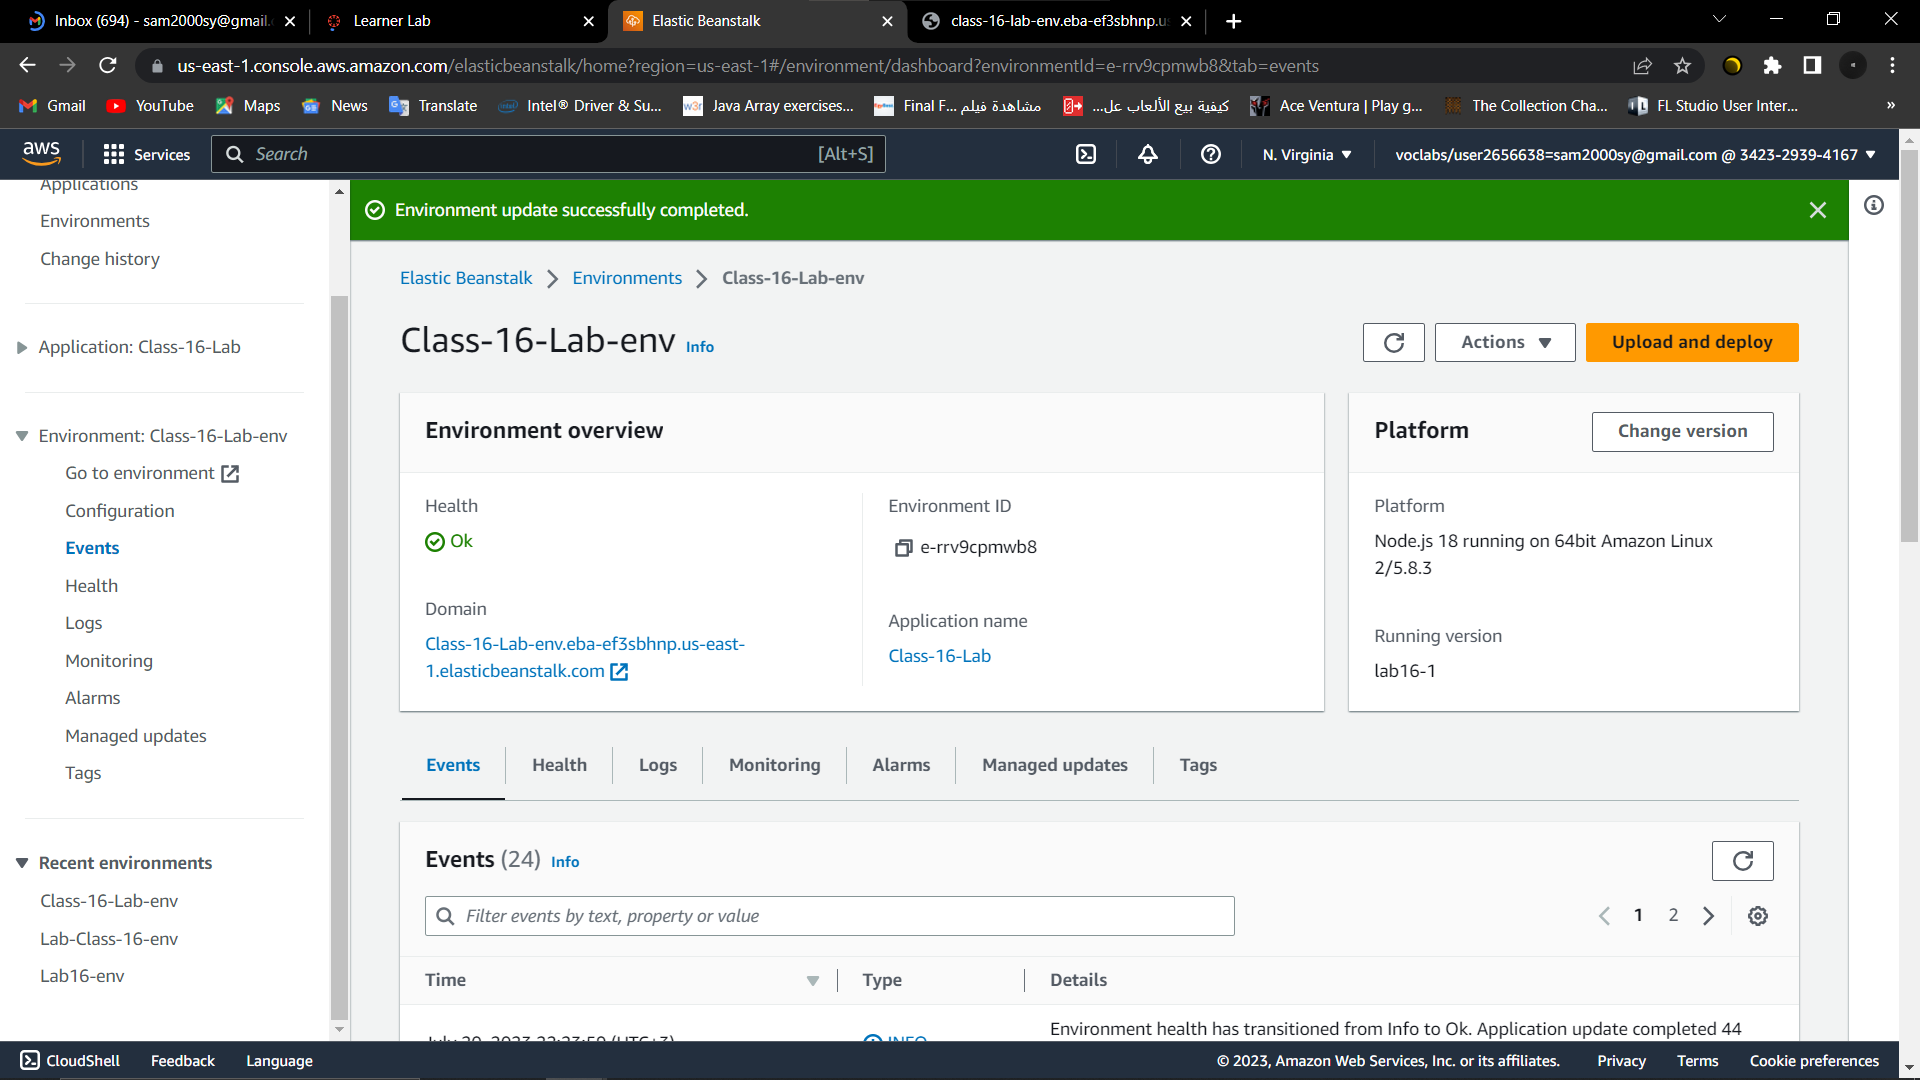 Inbox (694) - sam2000sy@gmail.
Learner Lab
Elastic Beanstalk
class-16-lab-env.eba-ef3sbhnp.us
us-east-1.console.aws.amazon.com/elasticbeanstalk/home?region=us-east-1#/environment/dashboard?environmentId=e-rrv9cpmwb8&tab=events
Gmail
YouTube
Maps
News
Translate
Intel® Driver & Su...
Java Array exercises...
Final F... مشاهدة فيلم
كيفية بيع الألعاب عل...
Ace Ventura | Play g...
The Collection Cha...
FL Studio User Inter...
»
aws
Services
Search
[Alt+S]
N. Virginia
voclabs/user2656638=sam2000sy@gmail.com @ 3423-2939-4167
Applications
Environments
Change history
Application: Class-16-Lab
Environment: Class-16-Lab-env
Go to environment
Configuration
Events
Health
Logs
Monitoring
Alarms
Managed updates
Tags
Recent environments
Class-16-Lab-env
Lab-Class-16-env
Lab16-env
Environment update successfully completed.
Elastic Beanstalk
Environments
Class-16-Lab-env
Class-16-Lab-env Info
Actions
Upload and deploy
Environment overview
Health
Ok
Domain
Class-16-Lab-env.eba-ef3sbhnp.us-east-
1.elasticbeanstalk.com
Environment ID
e-rrv9cpmwb8
Application name
Class-16-Lab
Platform
Change version
Platform
Node.js 18 running on 64bit Amazon Linux
2/5.8.3
Running version
lab16-1
Events
Health
Logs
Monitoring
Alarms
Managed updates
Tags
Events (24) Info
Filter events by text, property or value
1
2
Time
Type
Details
July 20, 2023 22:23:59 (UTC+3)
INFO
Environment health has transitioned from Info to Ok. Application update completed 44
CloudShell
Feedback
Language
© 2023, Amazon Web Services, Inc. or its affiliates.
Privacy
Terms
Cookie preferences